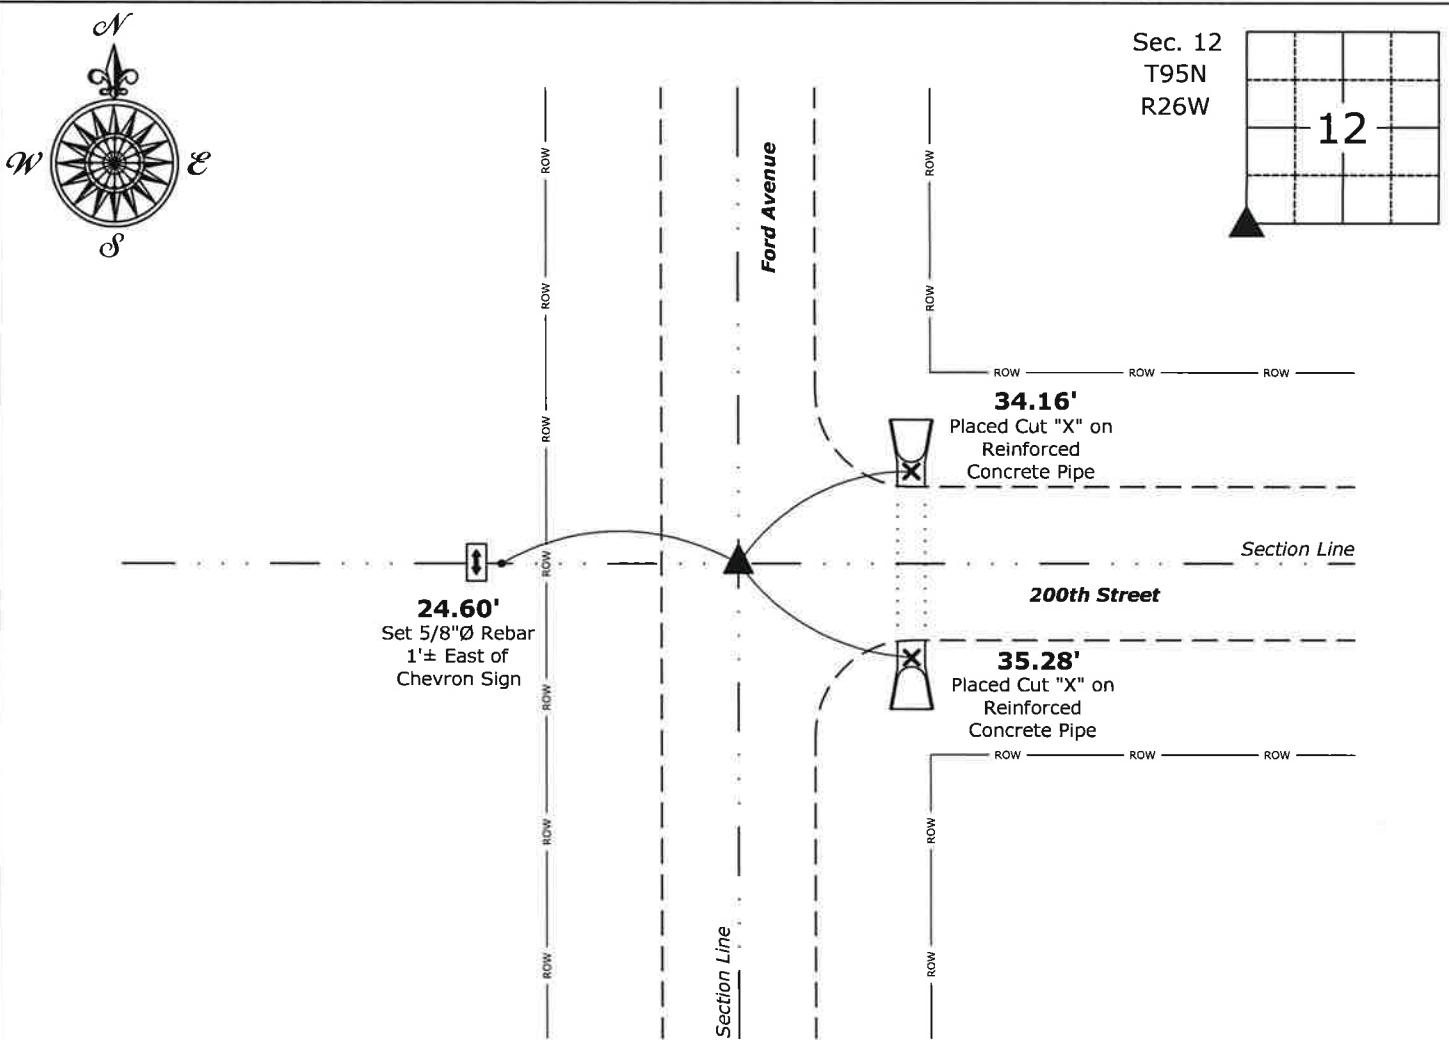 N
W
E
S
Sec. 12
T95N
R26W
12
Ford Avenue
ROW
ROW
ROW
ROW
ROW
ROW
ROW
ROW
ROW
ROW
ROW
ROW
34.16'
Placed Cut "X" on
Reinforced
Concrete Pipe
Section Line
200th Street
24.60'
Set 5/8"Ø Rebar
1'± East of
Chevron Sign
35.28'
Placed Cut "X" on
Reinforced
Concrete Pipe
ROW
ROW
ROW
ROW
ROW
Section Line